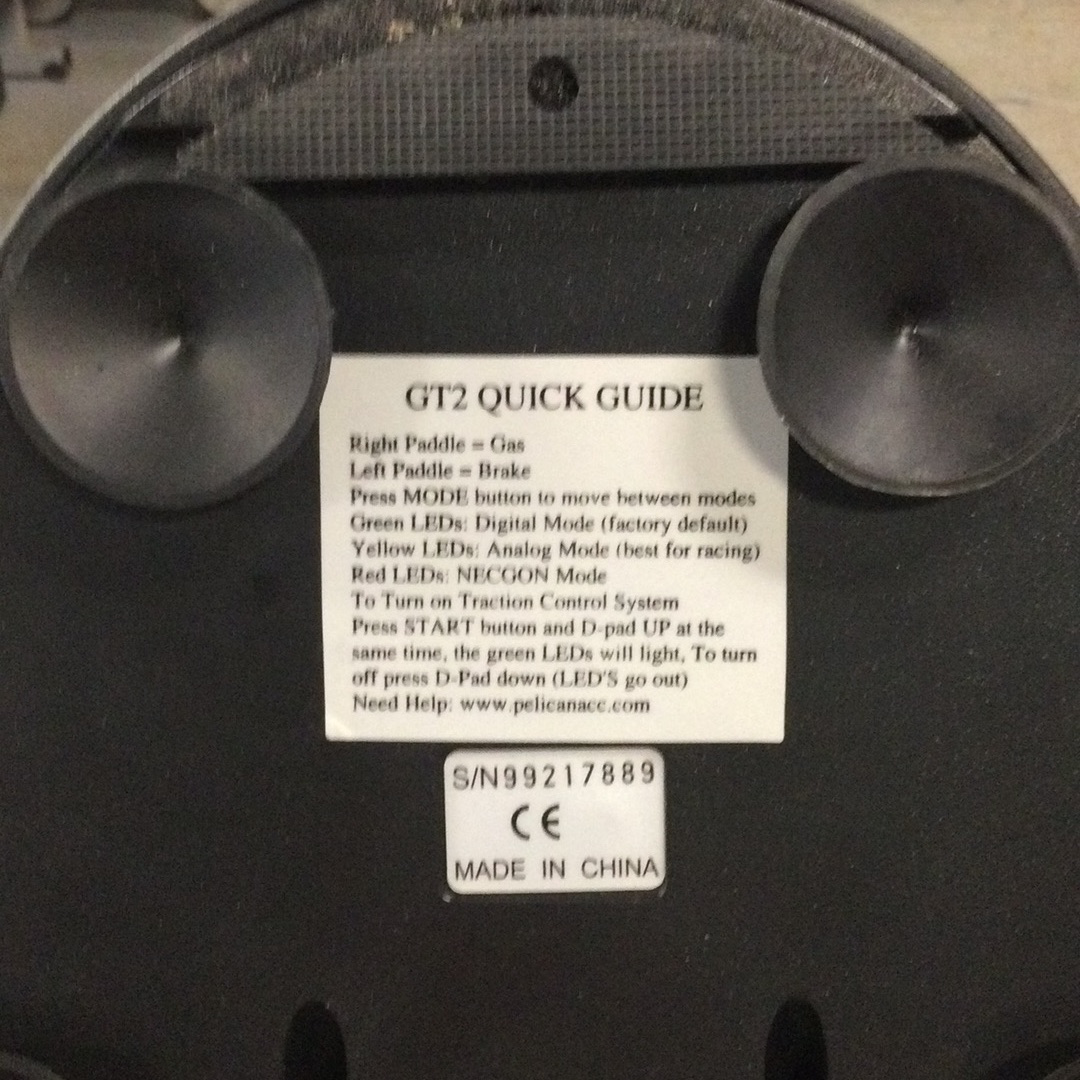 GT2 QUICK GUIDE
Right Paddle = Gas
Left Paddle = Brake
Press MODE button to move between modes
Green LEDs: Digital Mode (factory default)
Yellow LEDs: Analog Mode (best for racing)
Red LEDs: NECGON Mode
To Turn on Traction Control System
Press START button and D-pad UP at the
same time, the green LEDs will light, To turn
off press D-Pad down (LED'S go out)
Need Help: www.pelicanacc.com
S/N99217889
CE
MADE IN CHINA